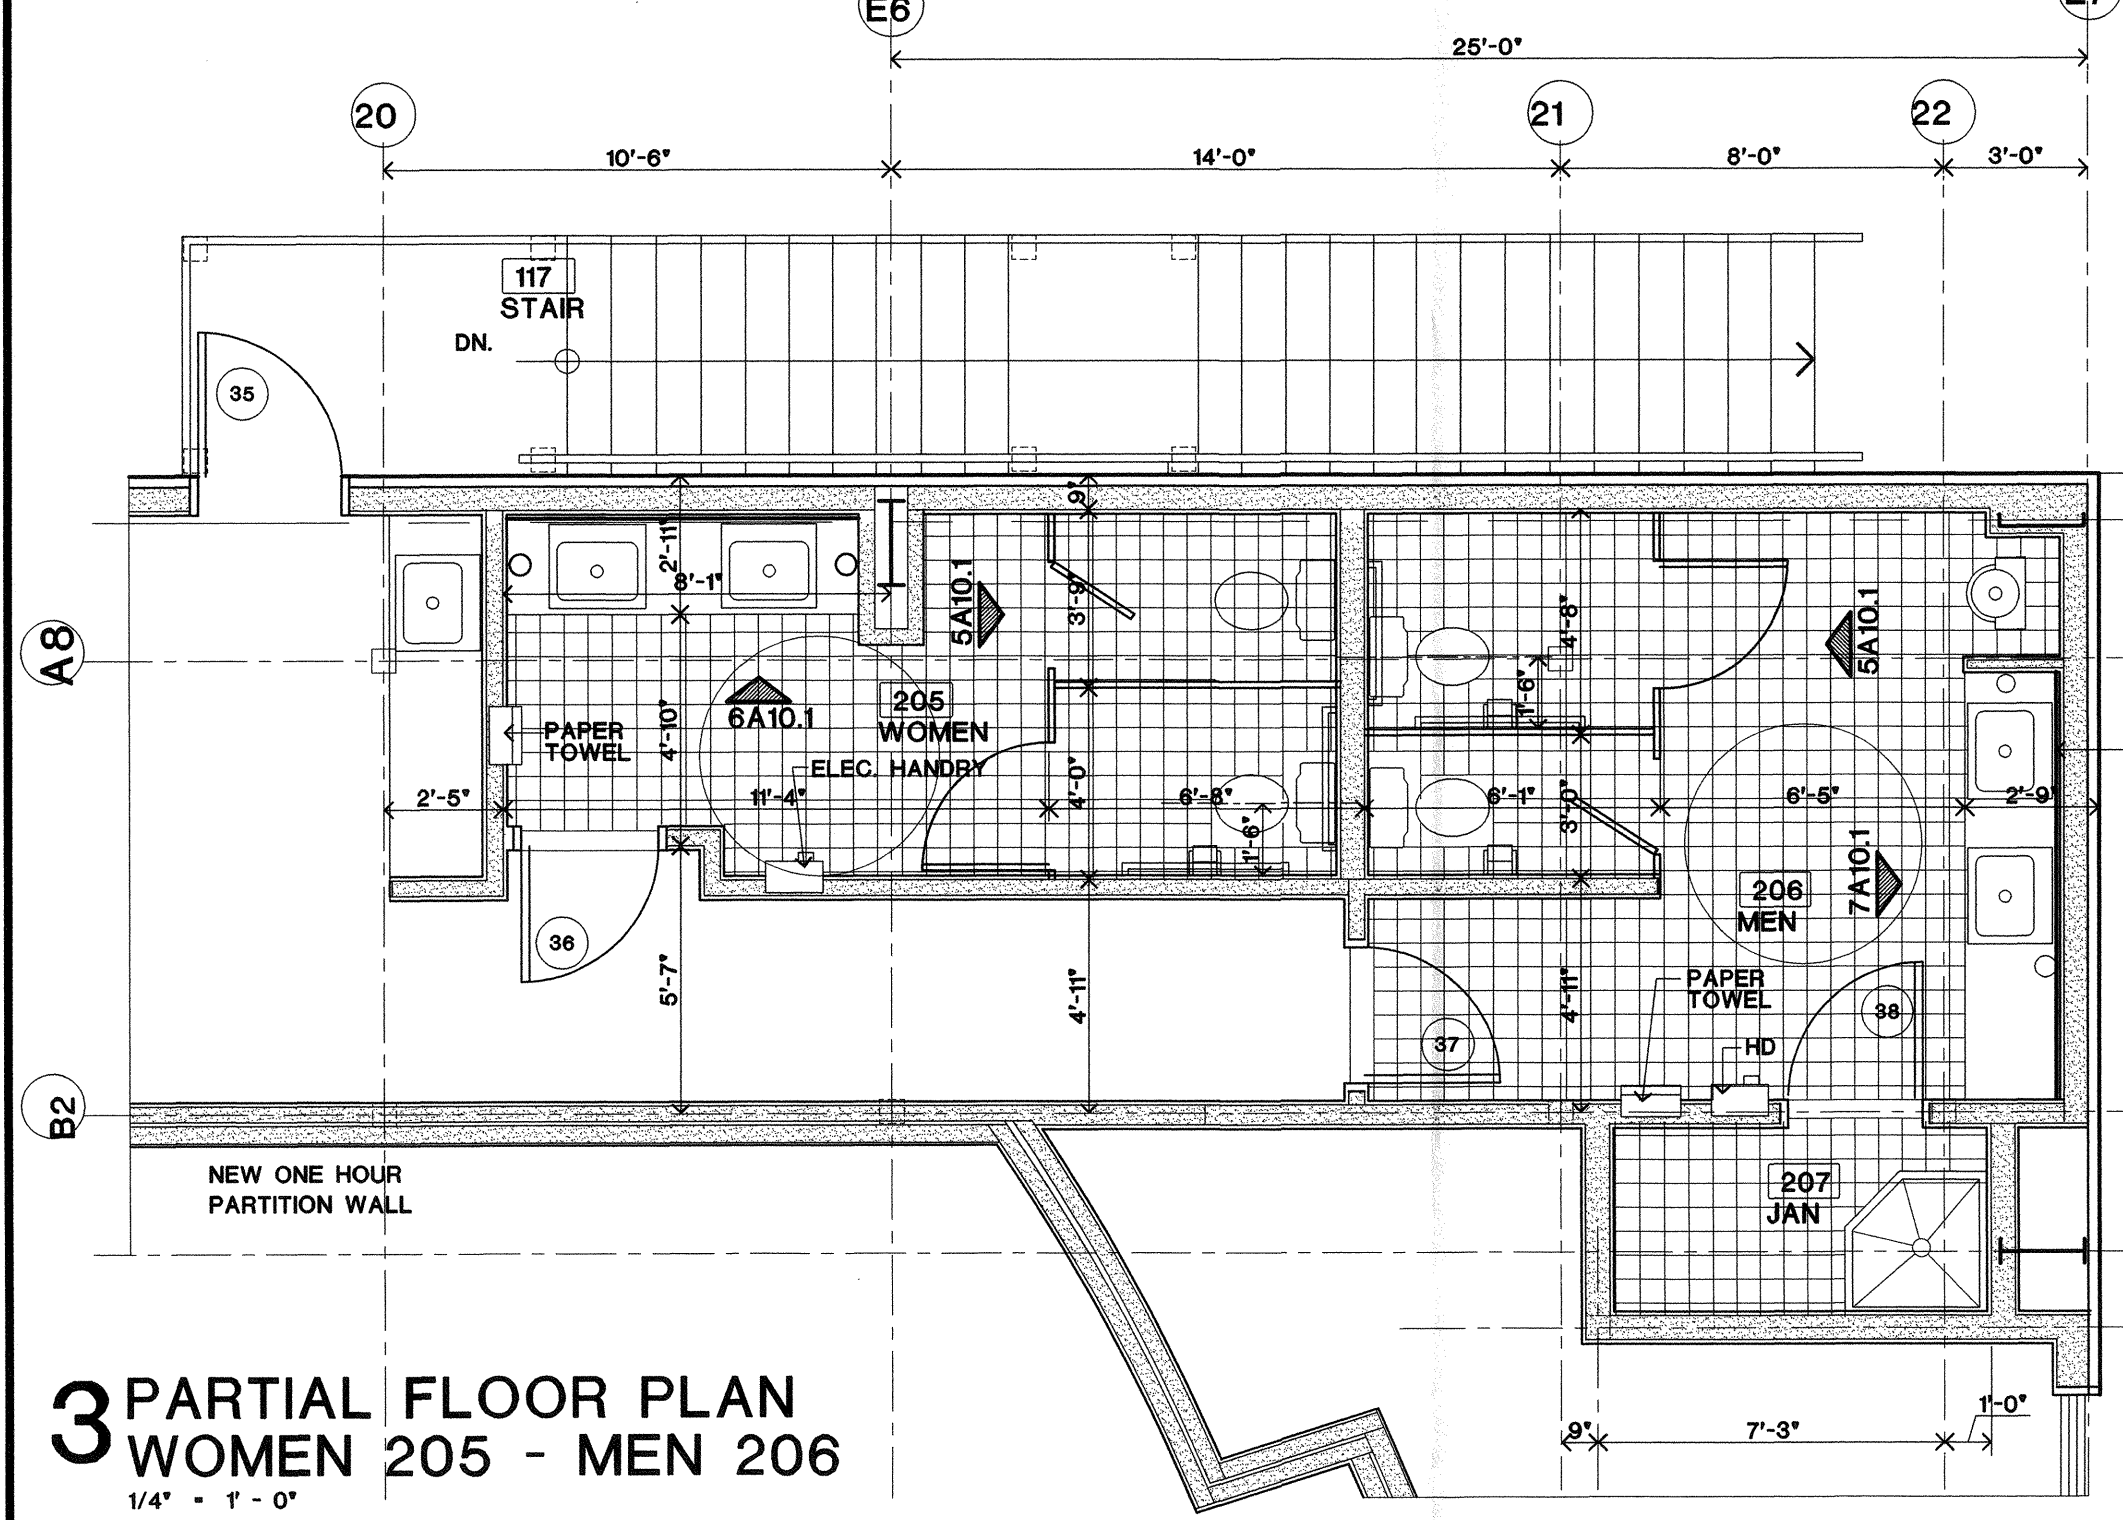 E6
25'-0"
20
21
22
10'-6"
14'-0"
8'-0"
3'-0"
117
STAIR
DN.
35
9"
2'-11"
8'-1"
5A10.1
3'-9"
4'-8"
5A10.1
A8
1'-6"
6A10.1
205
WOMEN
PAPER
TOWEL
4'-10"
ELEC. HANDRY
2'-5"
11'-4"
4'-0"
6'-8"
1'-6"
6'-1"
3'-0"
6'-5"
2'-9"
7A10.1
206
MEN
36
5'-7"
4'-11"
4'-11"
PAPER
TOWEL
38
37
HD
B2
NEW ONE HOUR
PARTITION WALL
207
JAN
3 PARTIAL FLOOR PLAN
WOMEN 205 - MEN 206
1/4" = 1' - 0"
9"
7'-3"
1'-0"